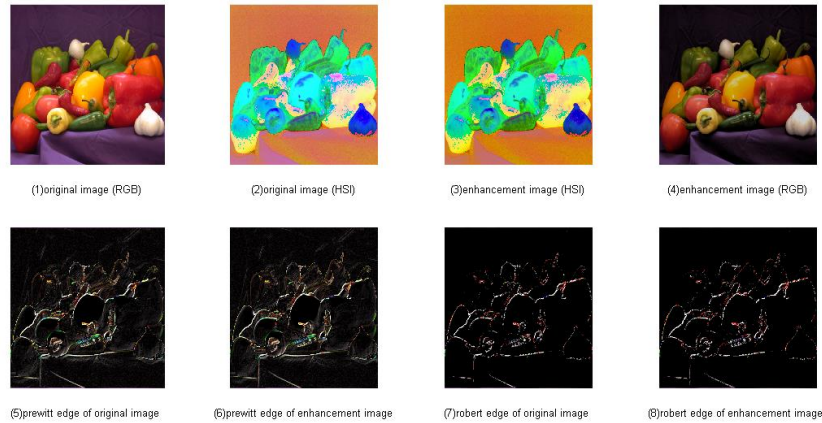 (1)original image (RGB)
(2)original image (HSI)
(3)enhancement image (HSI)
(4)enhancement image (RGB)
(5)prewitt edge of original image
(6)prewitt edge of enhancement image
(7)robert edge of original image
(8)robert edge of enhancement image